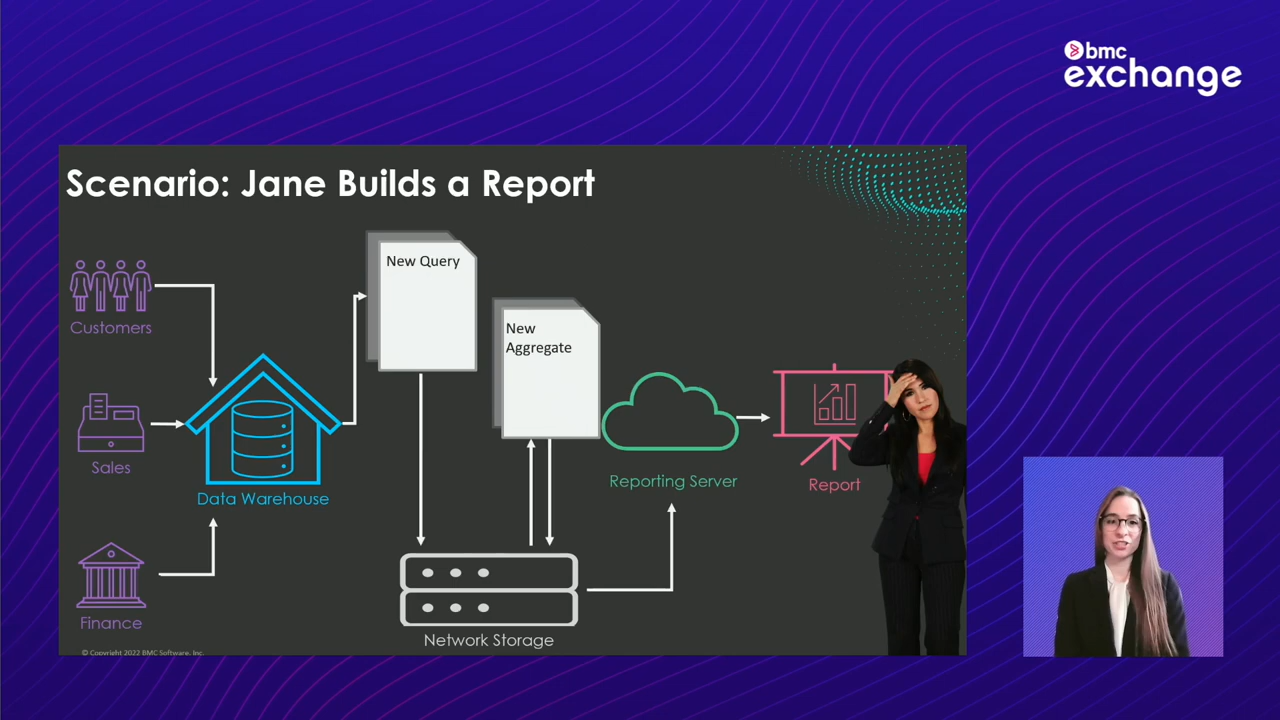 bmc
exchange
Scenario: Jane Builds a Report
New Query
New
Aggregate
Customers
Sales
Data Warehouse
Reporting Server
Report
Finance
Network Storage
© Copyright 2022 BMC Software, Inc.